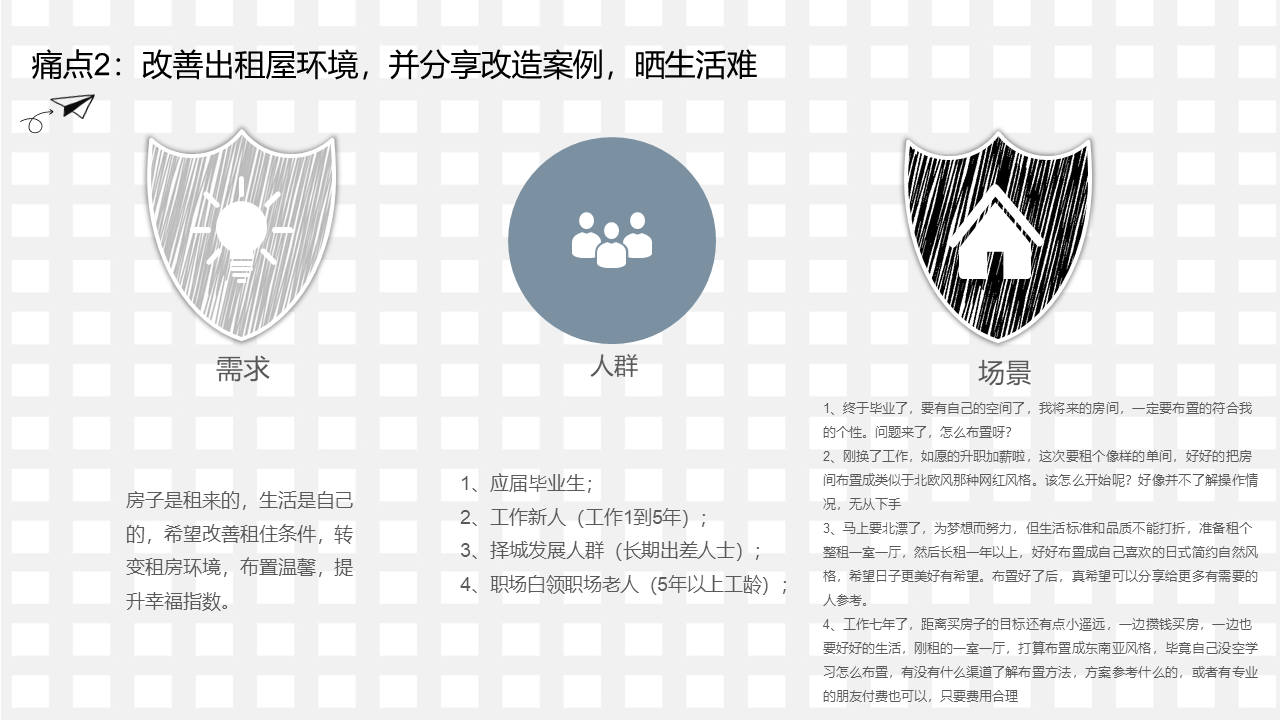 痛点2：改善出租屋环境，并分享改造案例，晒生活难
需求
房子是租来的，生活是自己
的，希望改善租住条件，转
变租房环境，布置温馨，提
升幸福指数。
人群
1、应届毕业生；
2、工作新人（工作1到5年）；
3、择城发展人群（长期出差人士）；
4、职场白领职场老人（5年以上工龄）；
场景
1、终于毕业了，要有自己的空间了，我将来的房间，一定要布置的符合我
的个性。问题来了，怎么布置呀？
2、刚换了工作，如愿的升职加薪啦，这次要租个像样的单间，好好的把房
间布置成类似于北欧风那种网红风格。该怎么开始呢？好像并不了解操作情
况，无从下手
3、马上要北漂了，为梦想而努力，但生活标准和品质不能打折，准备租个
整租一室一厅，然后长租一年以上，好好布置成自己喜欢的日式简约自然风
格，希望日子更美好有希望。布置好了后，真希望可以分享给更多有需要的
人参考。
4、工作七年了，距离买房子的目标还有点小遥远，一边攒钱买房，一边也
要好好的生活，刚租的一室一厅，打算布置成东南亚风格，毕竟自己没空学
习怎么布置，有没有什么渠道了解布置方法，方案参考什么的，或者有专业
的朋友付费也可以，只要费用合理